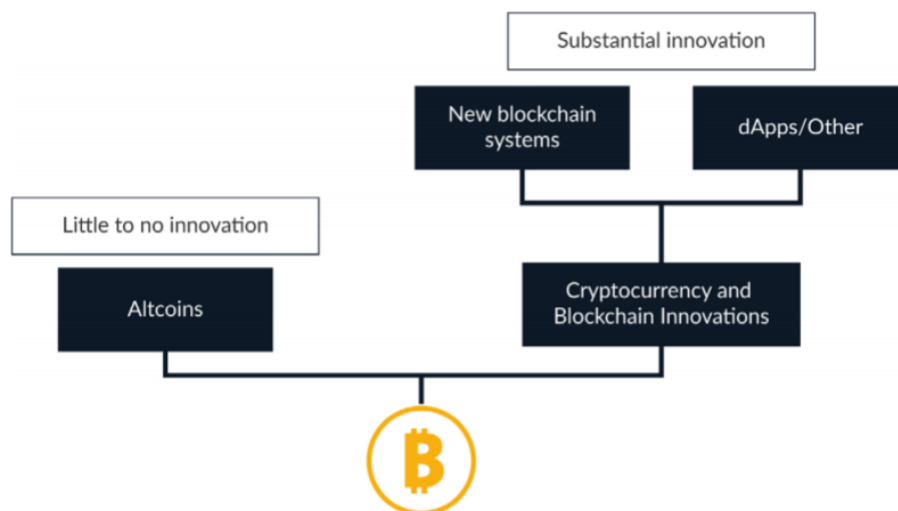 Substantial innovation
New blockchain
systems
dApps/Other
Little to no innovation
Altcoins
Cryptocurrency and
Blockchain Innovations